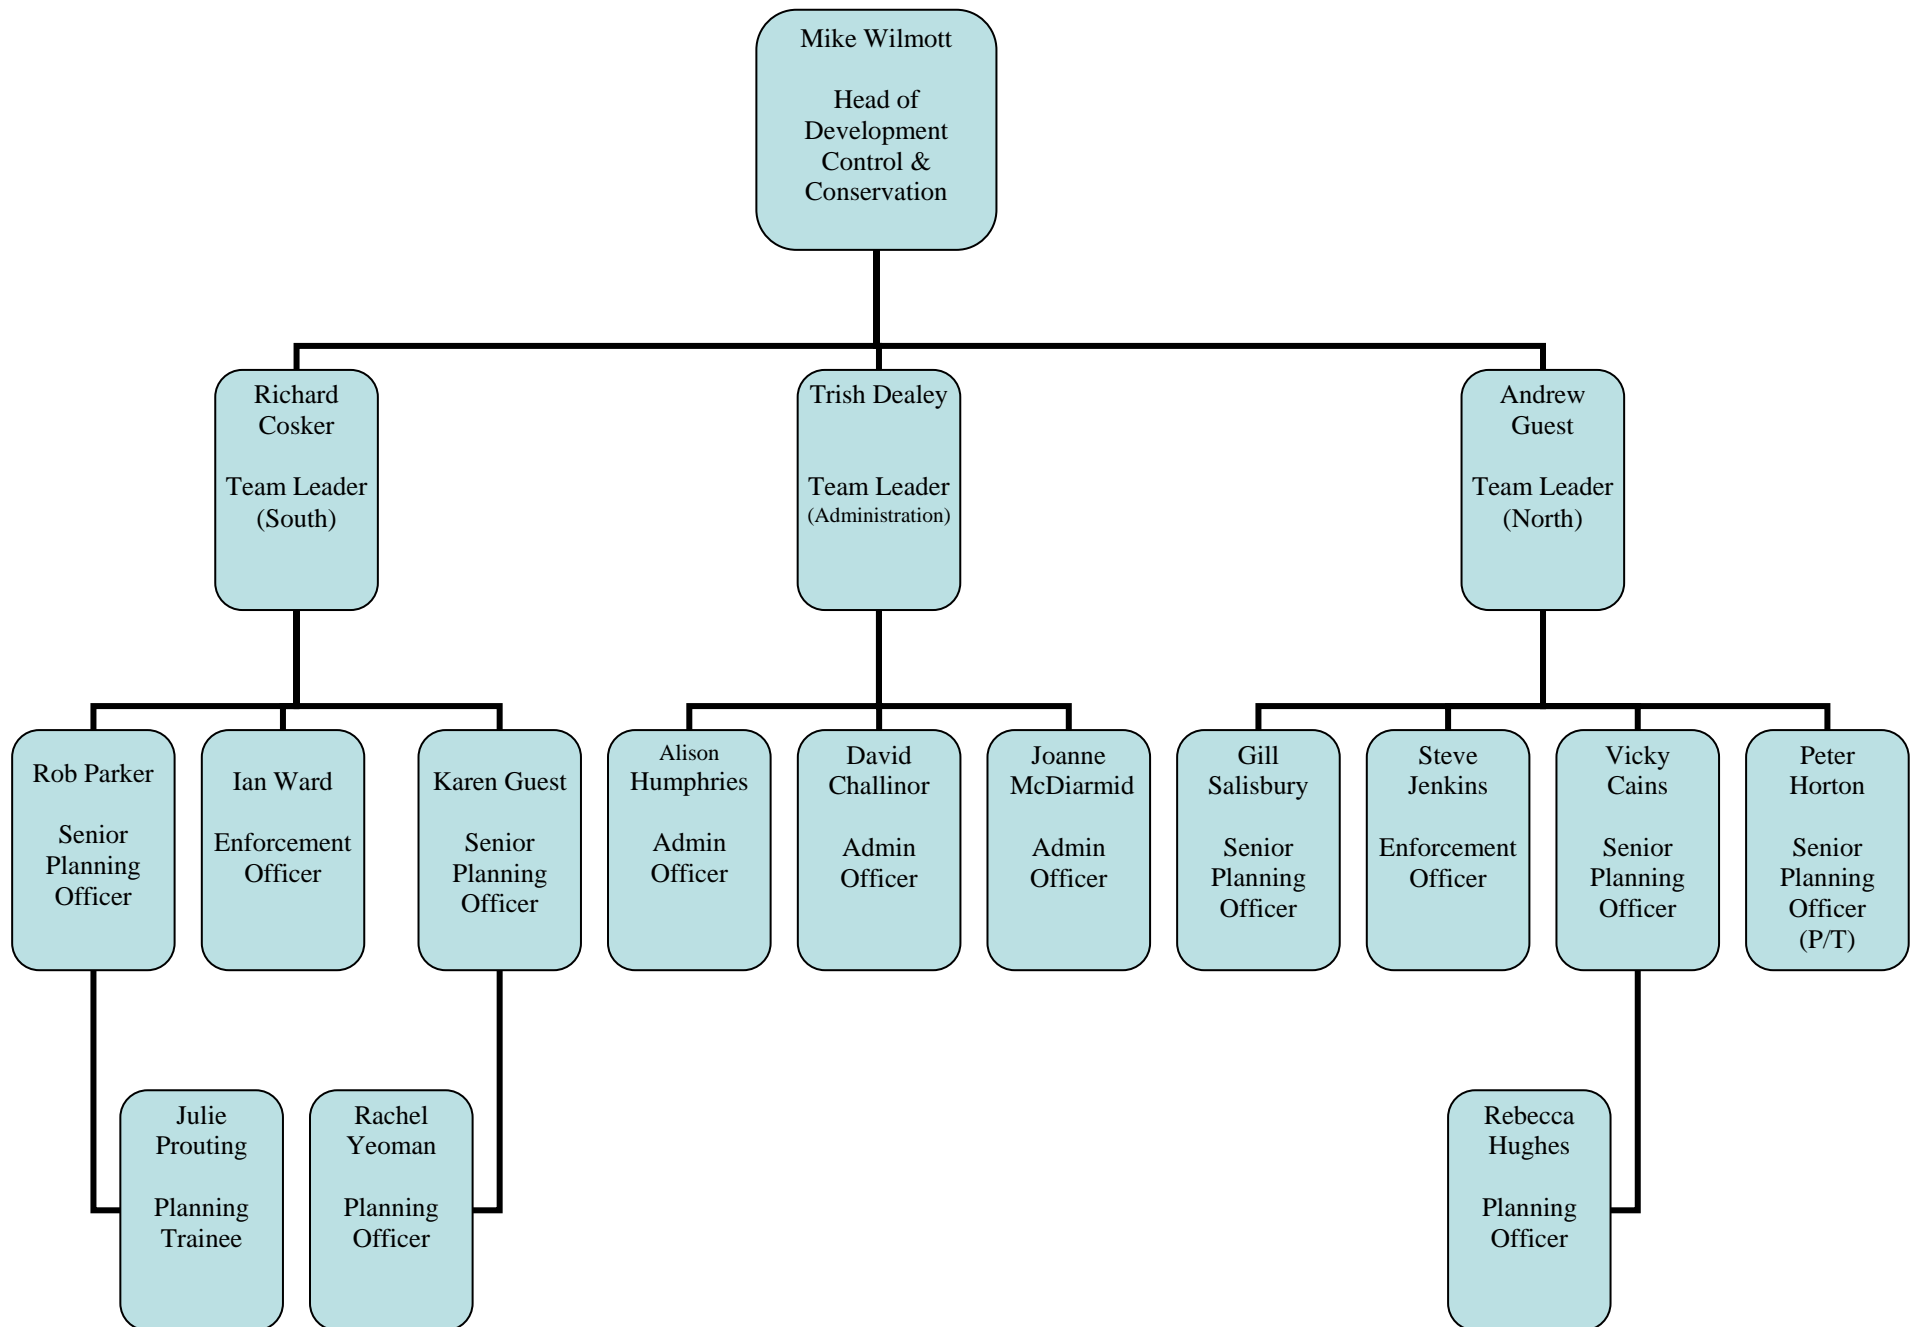 Mike Wilmott
Head of
Development
Control &
Conservation
Richard
Cosker
Team Leader
(South)
Trish Dealey
Team Leader
(Administration)
Andrew
Guest
Team Leader
(North)
Rob Parker
Senior
Planning
Officer
Ian Ward
Enforcement
Officer
Karen Guest
Senior
Planning
Officer
Alison
Humphries
Admin
Officer
David
Challinor
Admin
Officer
Joanne
McDiarmid
Admin
Officer
Gill
Salisbury
Senior
Planning
Officer
Steve
Jenkins
Enforcement
Officer
Vicky
Cains
Senior
Planning
Officer
Peter
Horton
Senior
Planning
Officer
(P/T)
Julie
Prouting
Planning
Trainee
Rachel
Yeoman
Planning
Officer
Rebecca
Hughes
Planning
Officer